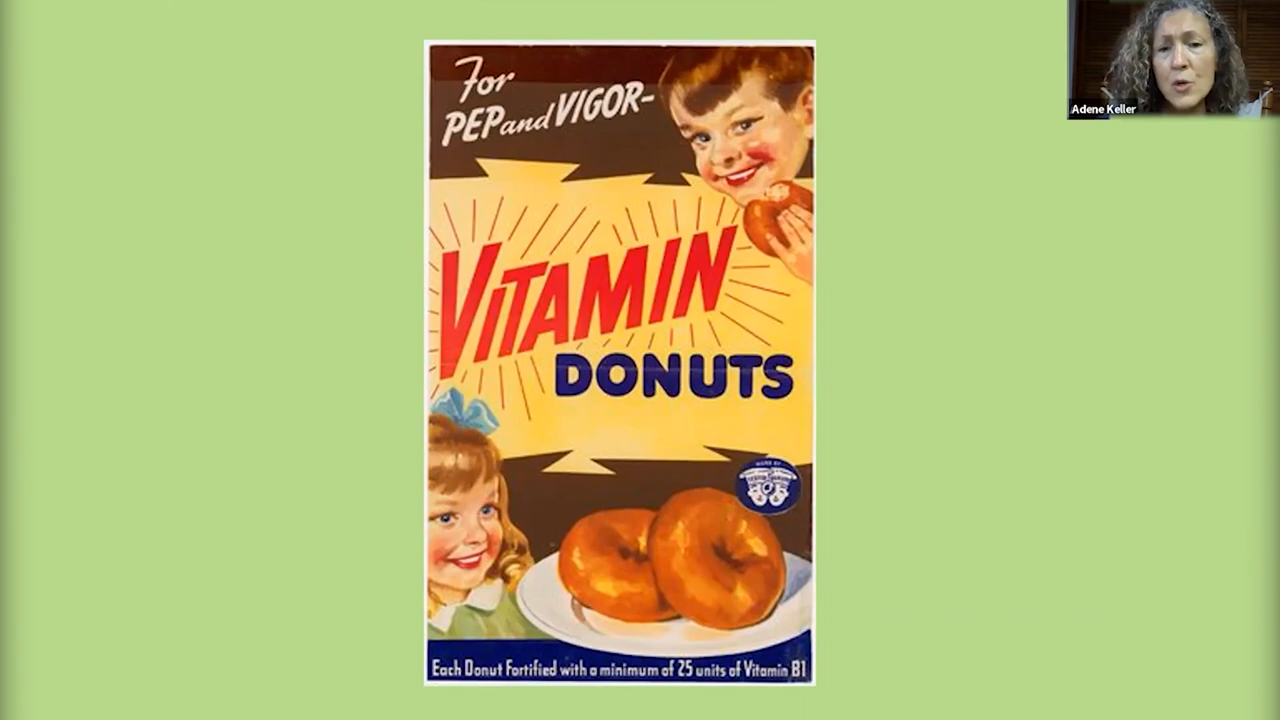 For
PEP and VIGOR-
VITAMIN
DONUTS
Each Donut Fortified with a minimum of 25 units of Vitamin B1
Adene Keller